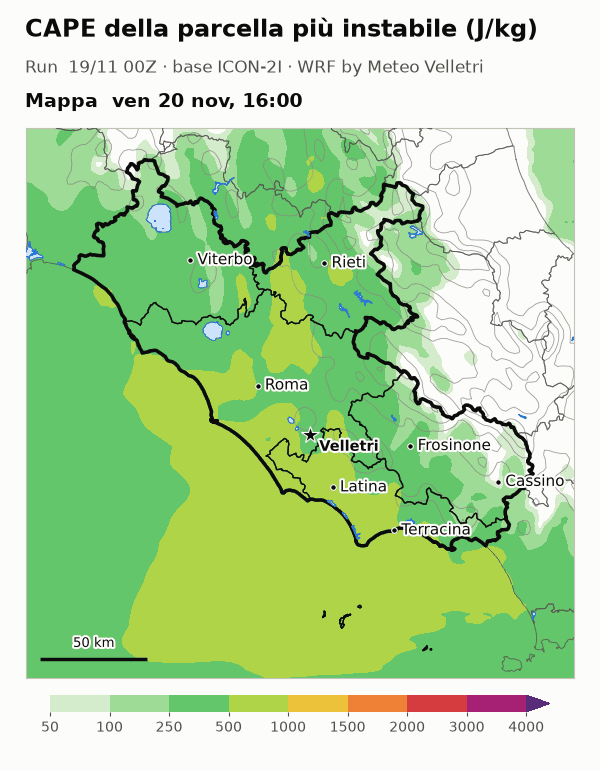 CAPE della parcella più instabile (J/kg)
Run  19/11 00Z · base ICON-2I · WRF by Meteo Velletri
Mappa  ven 20 nov, 16:00
Viterbo
Rieti
Roma
Velletri
Frosinone
Latina
Cassino
Terracina
50 km
50 100 250 500 1000 1500 2000 3000 4000